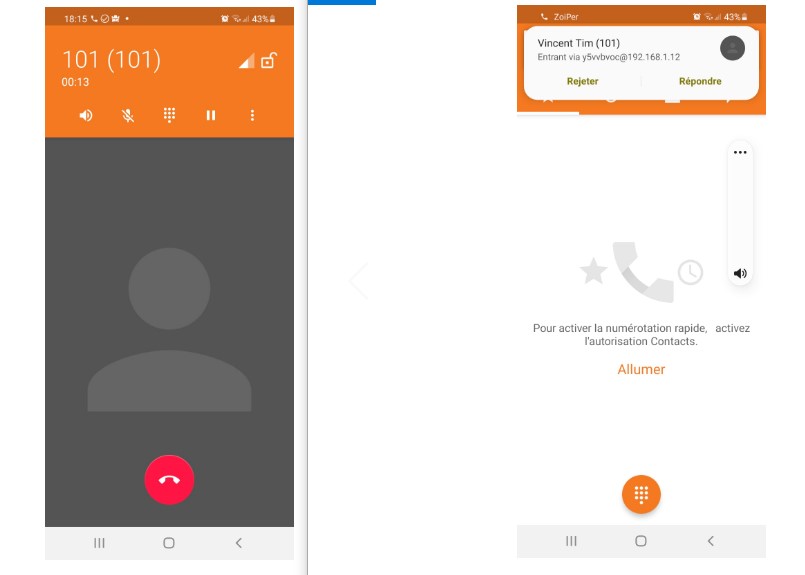 18:15
43%
101 (101)
00:13
ZoiPer
43%
Vincent Tim (101)
Entrant via y5vvbvoc@192.168.1.12
Rejeter
Répondre
Pour activer la numérotation rapide, activez
l'autorisation Contacts.
Allumer